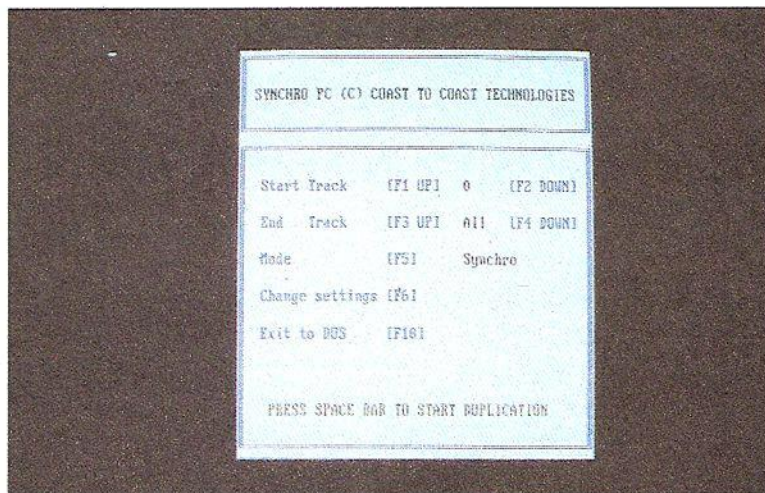 SYNCHRO PC (C) COAST TO COAST TECHNOLOGIES
Start Track [F1 UP] 0 [F2 DOWN]
End Track [F3 UP] All [F4 DOWN]
Mode [F5] Synchro
Change settings [F6]
Exit to DOS [F10]
PRESS SPACE BAR TO START DUPLICATION